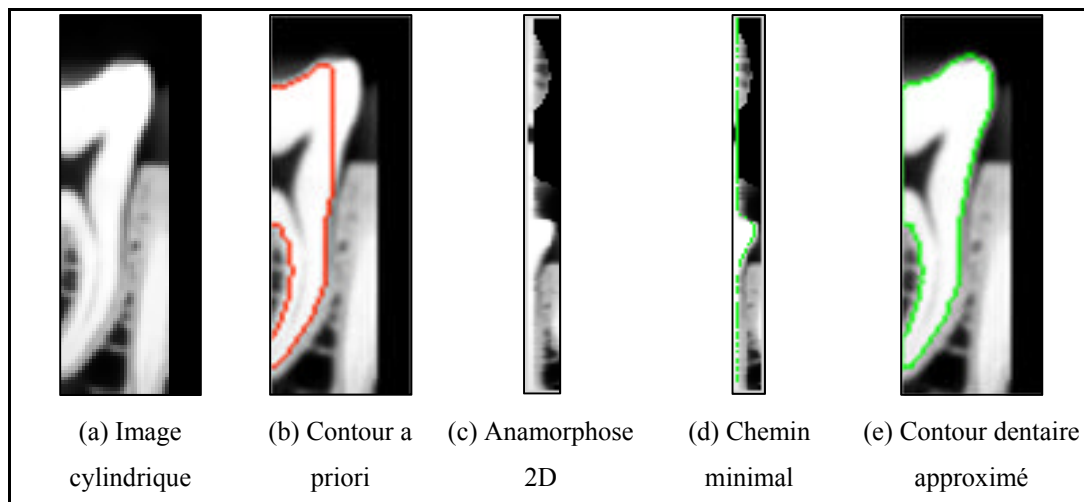 (a) Image (b) Contour a (c) Anamorphose (d) Chemin (e) Contour dentaire
cylindrique priori 2D minimal approximé